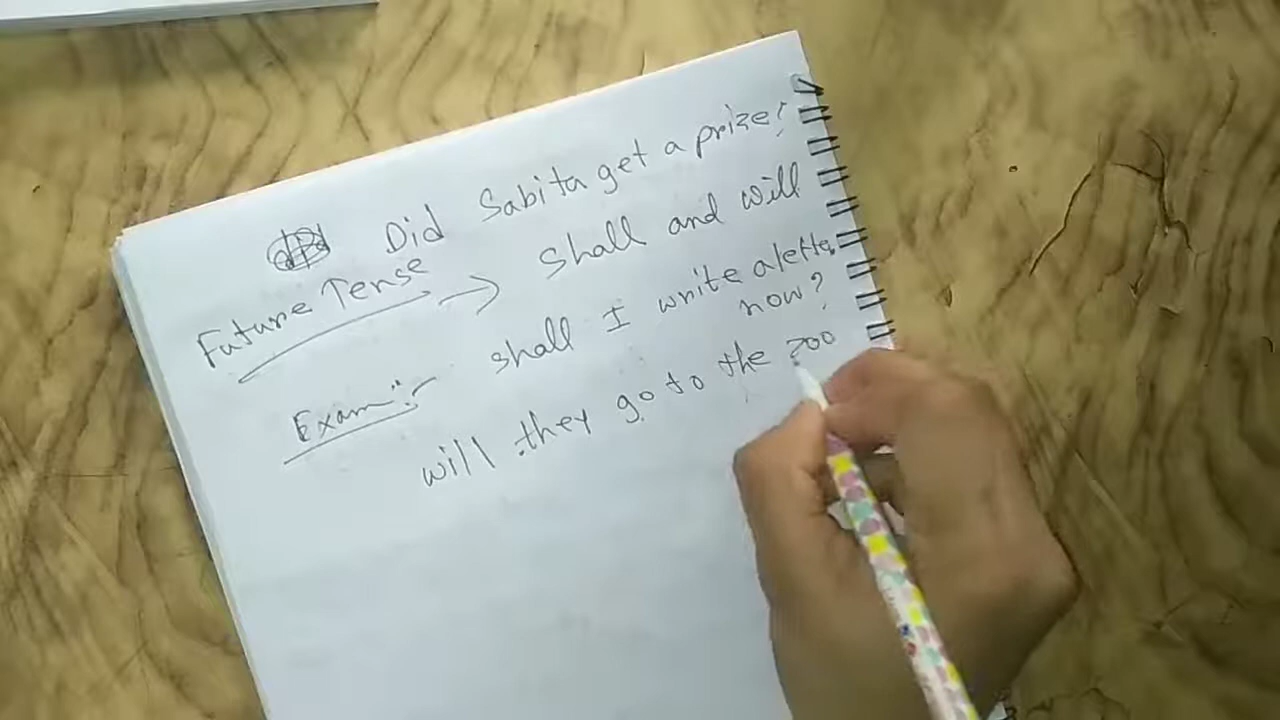 Did Sabita get a prize?
Future Tense → Shall and will
Exam:- shall I write a letter
now?
will they go to the zoo